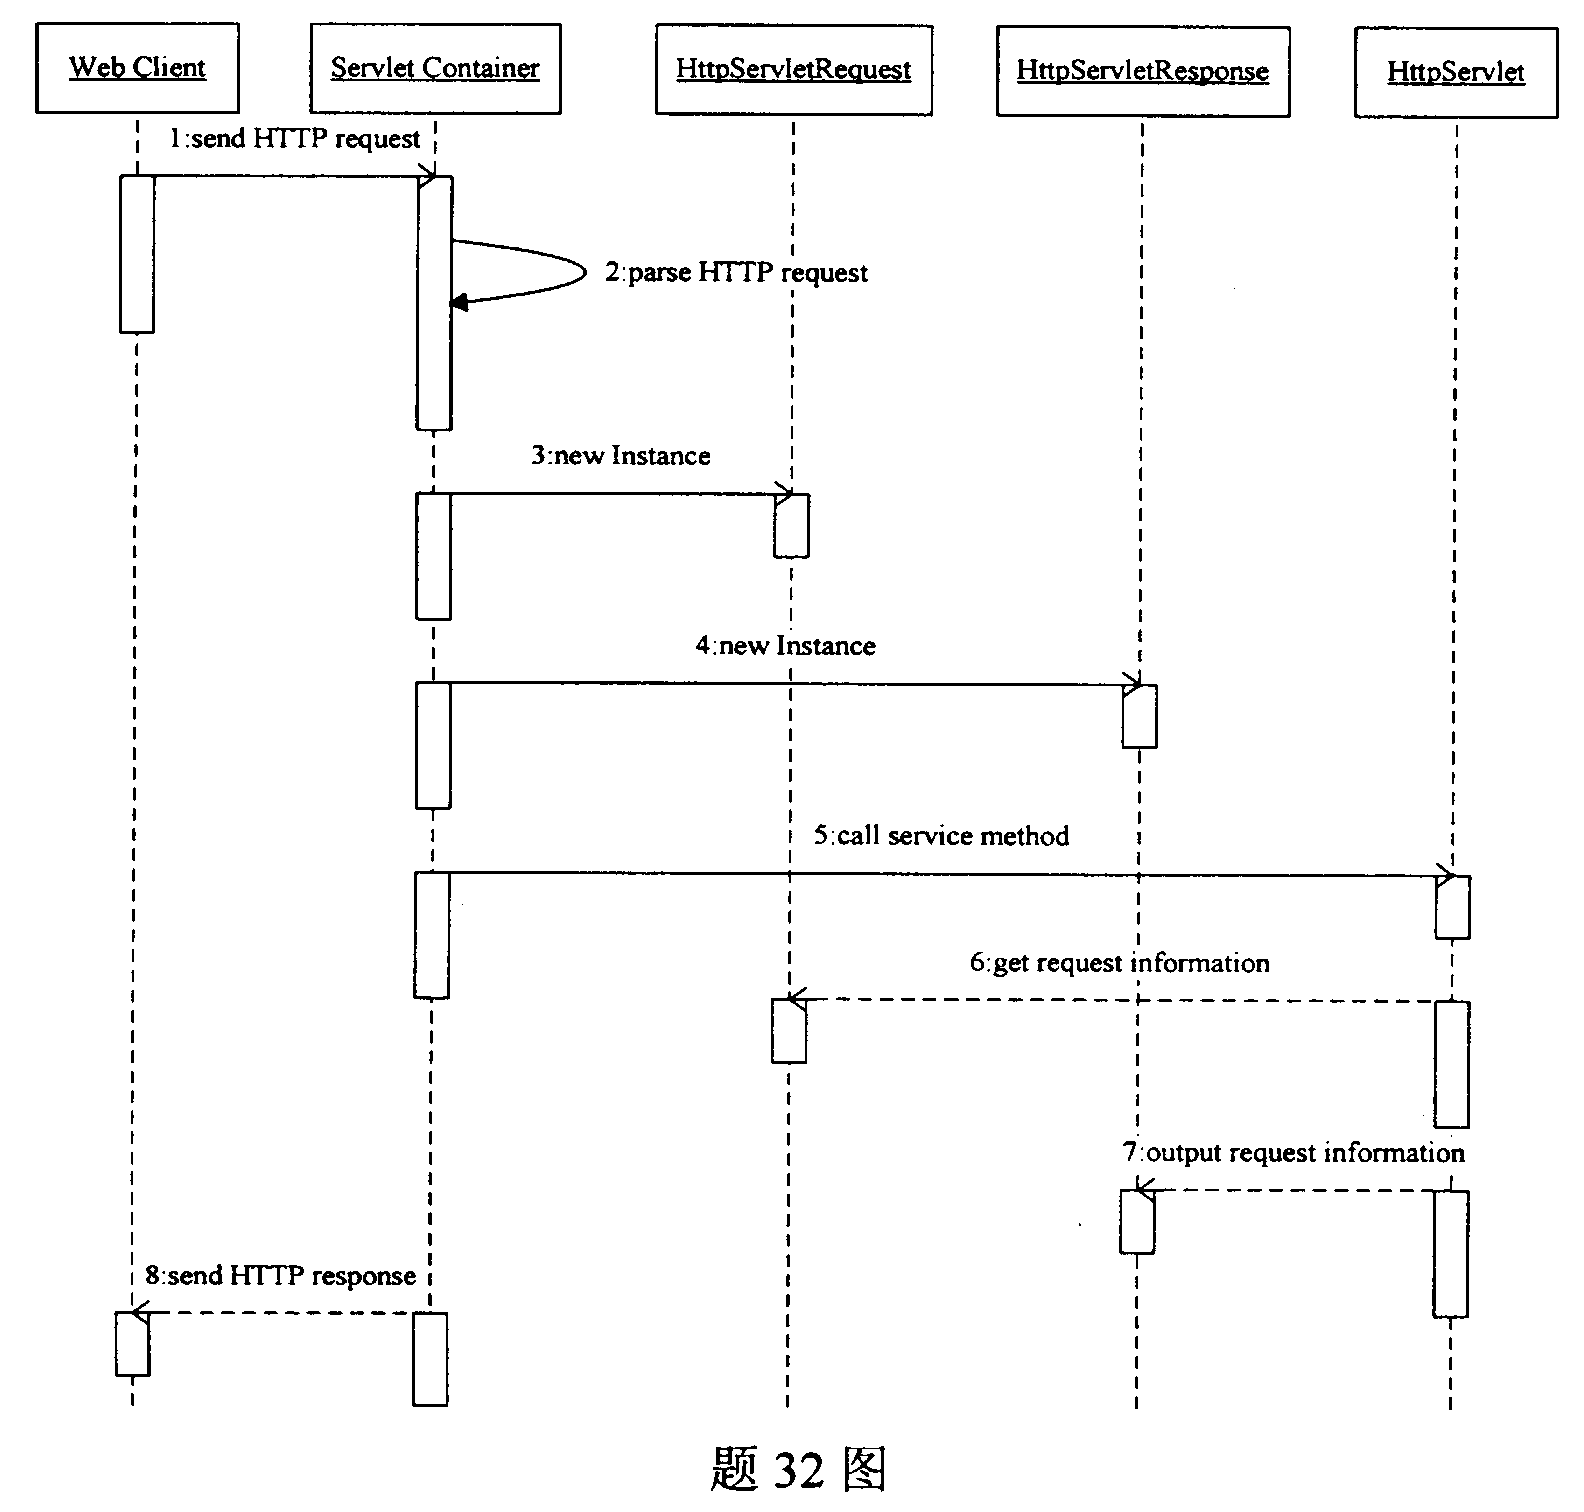 Web Client
Servlet Container
HttpServletRequest
HttpServletResponse
HttpServlet
1:send HTTP request
2:parse HTTP request
3:new Instance
4:new Instance
5:call service method
6:get request information
7:output request information
8:send HTTP response
题 32 图